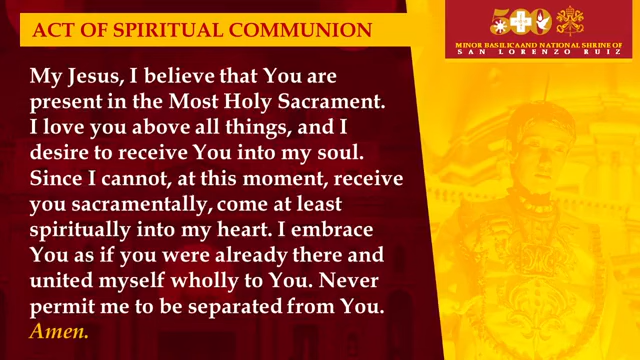 ACT OF SPIRITUAL COMMUNION
500
MINOR BASILICA AND NATIONAL SHRINE OF
SAN LORENZO RUIZ
My Jesus, I believe that You are
present in the Most Holy Sacrament.
I love you above all things, and I
desire to receive You into my soul.
Since I cannot, at this moment, receive
you sacramentally, come at least
spiritually into my heart. I embrace
You as if you were already there and
united myself wholly to You. Never
permit me to be separated from You.
Amen.